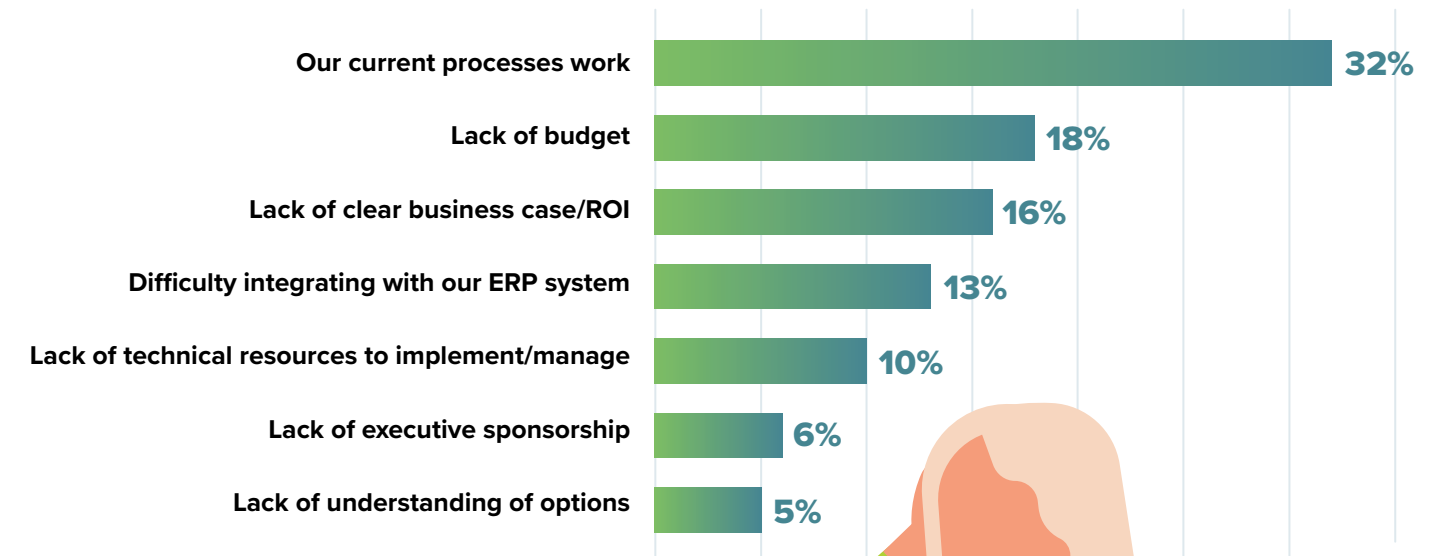 Our current processes work 32%
Lack of budget 18%
Lack of clear business case/ROI 16%
Difficulty integrating with our ERP system 13%
Lack of technical resources to implement/manage 10%
Lack of executive sponsorship 6%
Lack of understanding of options 5%